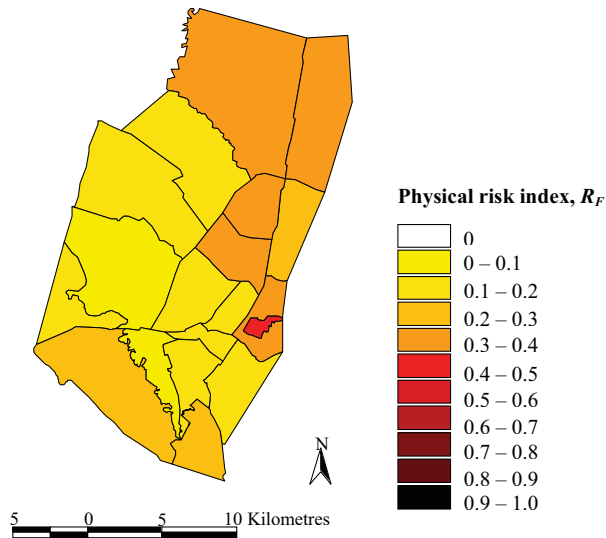 Physical risk index, R_F
0
0 – 0.1
0.1 – 0.2
0.2 – 0.3
0.3 – 0.4
0.4 – 0.5
0.5 – 0.6
0.6 – 0.7
0.7 – 0.8
0.8 – 0.9
0.9 – 1.0
N
5 0 5 10 Kilometres